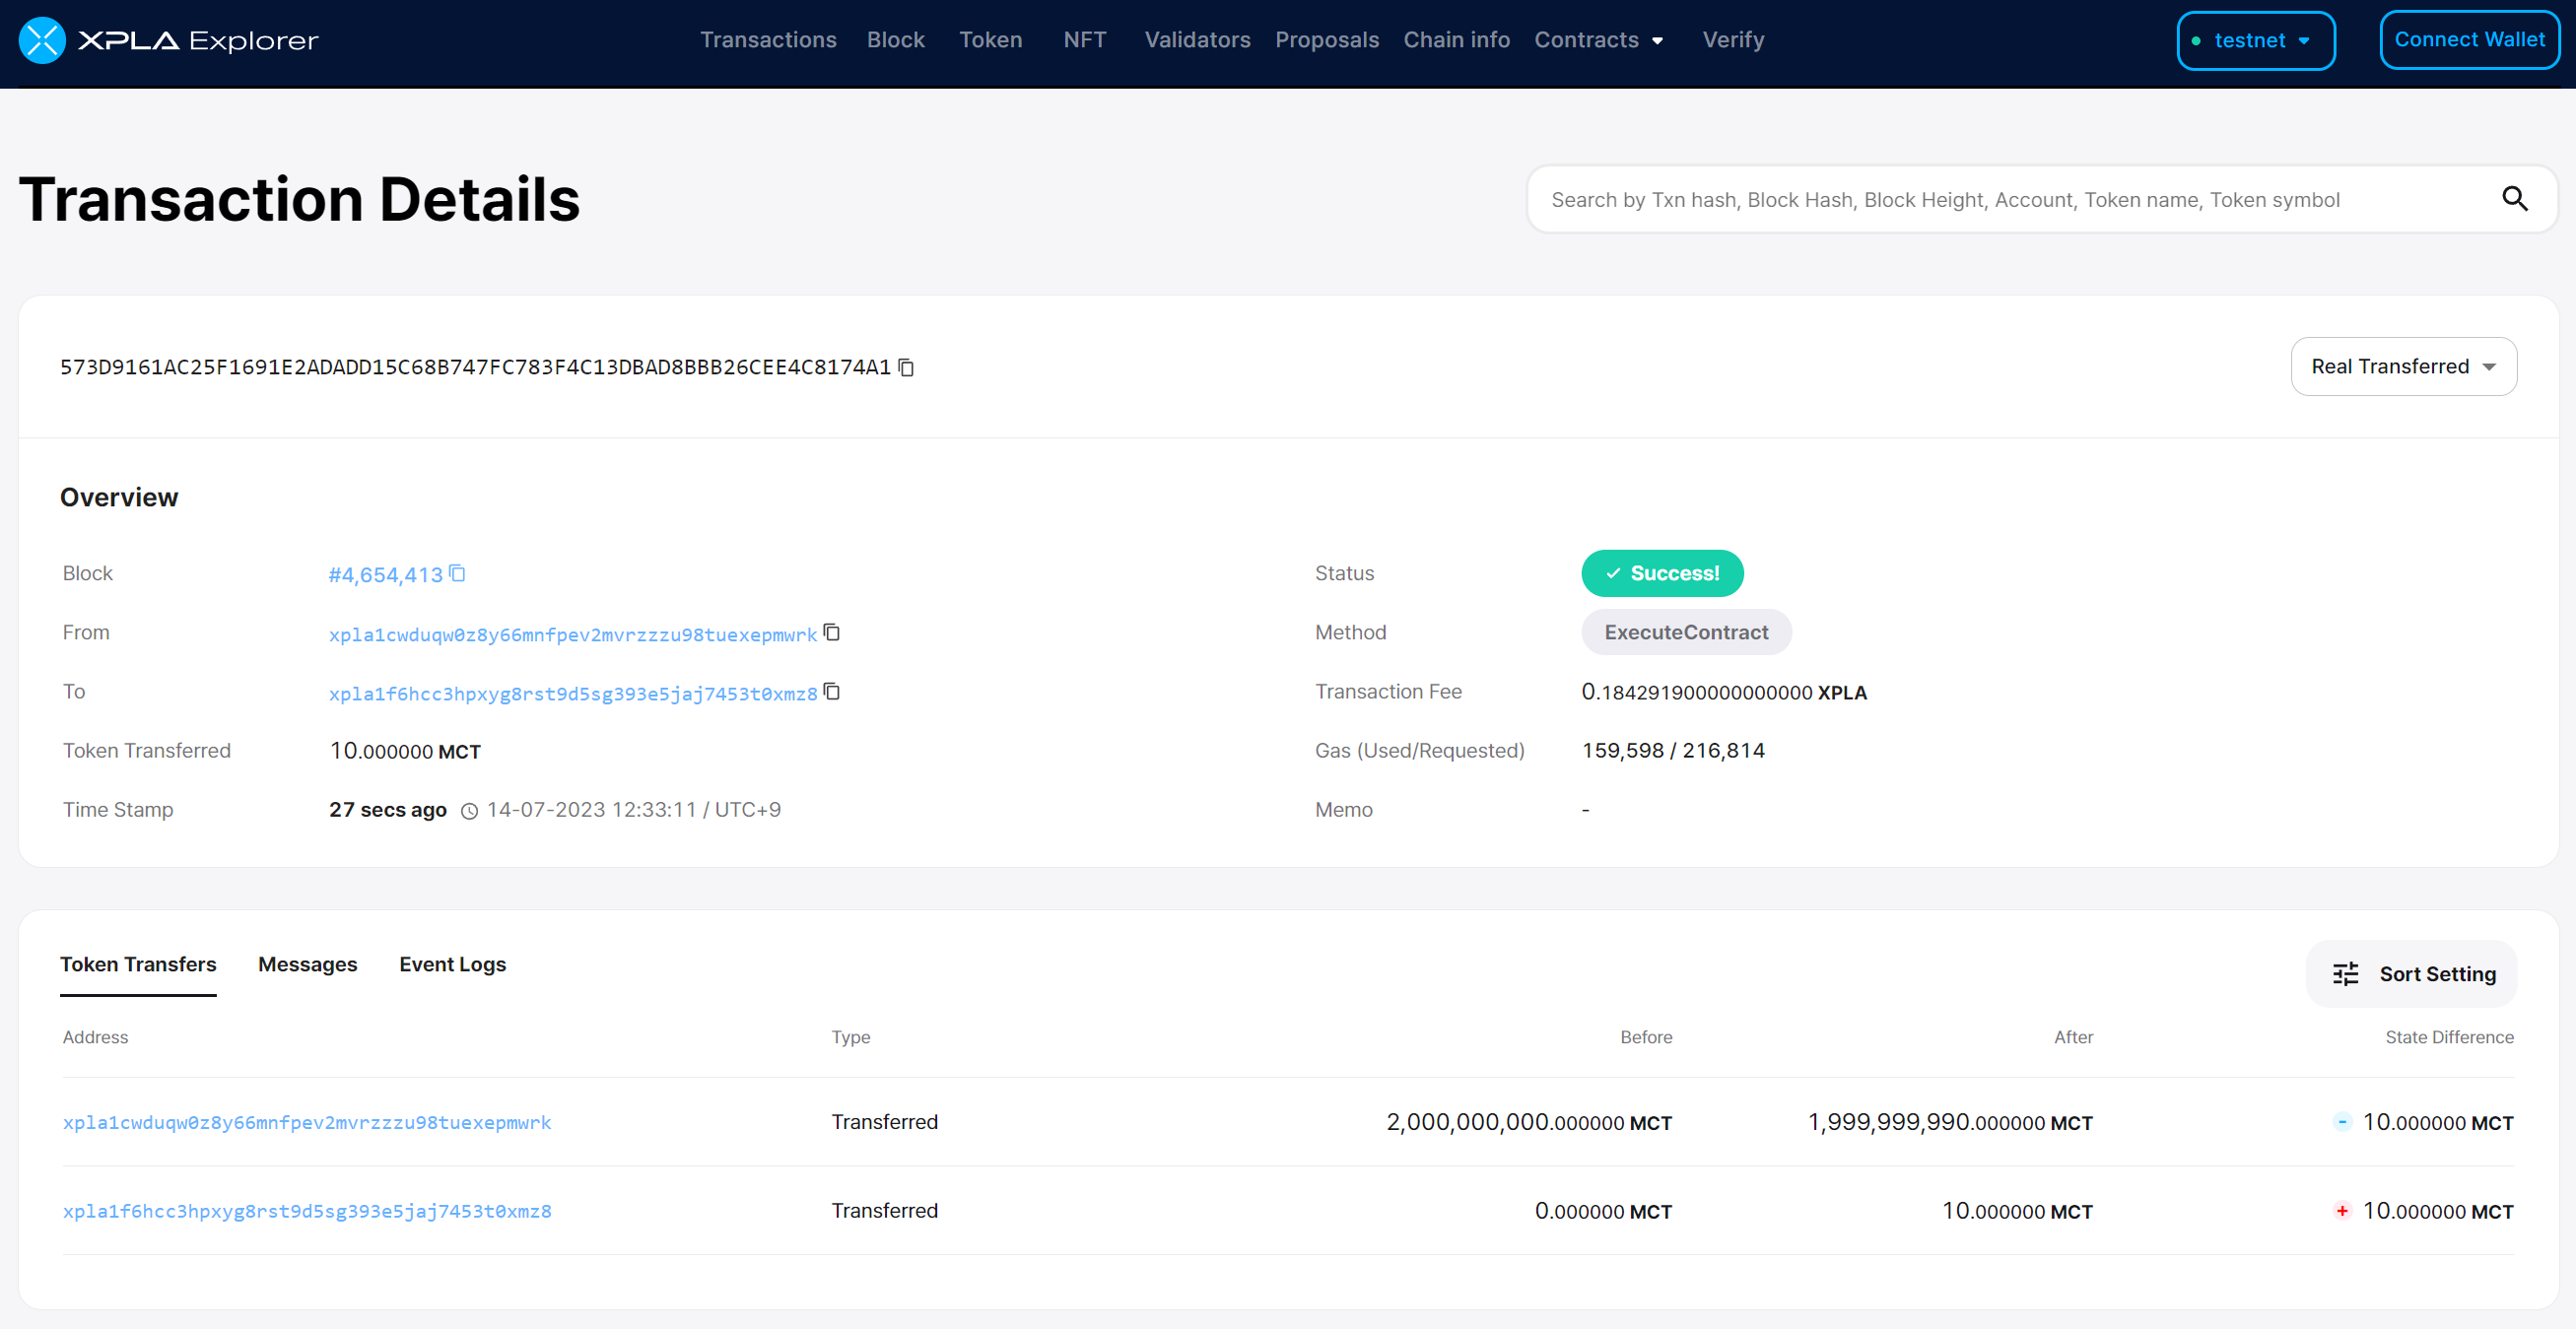 XPLA Explorer
Transactions Block Token NFT Validators Proposals Chain info Contracts Verify
testnet
Connect Wallet
Transaction Details
Search by Txn hash, Block Hash, Block Height, Account, Token name, Token symbol
573D9161AC25F1691E2ADADD15C68B747FC783F4C13DBAD8BBB26CEE4C8174A1
Real Transferred
Overview
Block #4,654,413
Status Success!
From xpla1cwduqw0z8y66mnfpev2mvrzzzu98tuexepmwrk
Method ExecuteContract
To xpla1f6hcc3hpxyg8rst9d5sg393e5jaj7453t0xmz8
Transaction Fee 0.184291900000000000 XPLA
Token Transferred 10.000000 MCT
Gas (Used/Requested) 159,598 / 216,814
Time Stamp 27 secs ago 14-07-2023 12:33:11 / UTC+9
Memo -
Token Transfers Messages Event Logs
Sort Setting
Address Type Before After State Difference
xpla1cwduqw0z8y66mnfpev2mvrzzzu98tuexepmwrk Transferred 2,000,000,000.000000 MCT 1,999,999,990.000000 MCT - 10.000000 MCT
xpla1f6hcc3hpxyg8rst9d5sg393e5jaj7453t0xmz8 Transferred 0.000000 MCT 10.000000 MCT + 10.000000 MCT